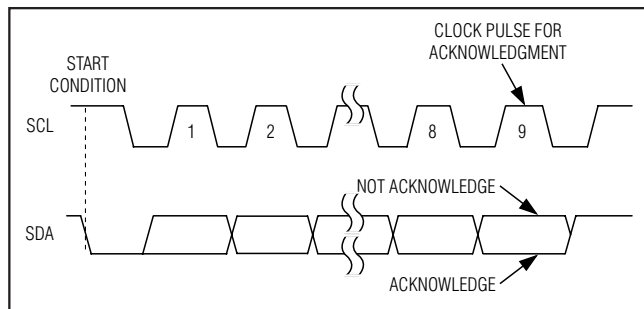 CLOCK PULSE FOR
ACKNOWLEDGMENT
START
CONDITION
SCL
1 2 8 9
NOT ACKNOWLEDGE
SDA
ACKNOWLEDGE